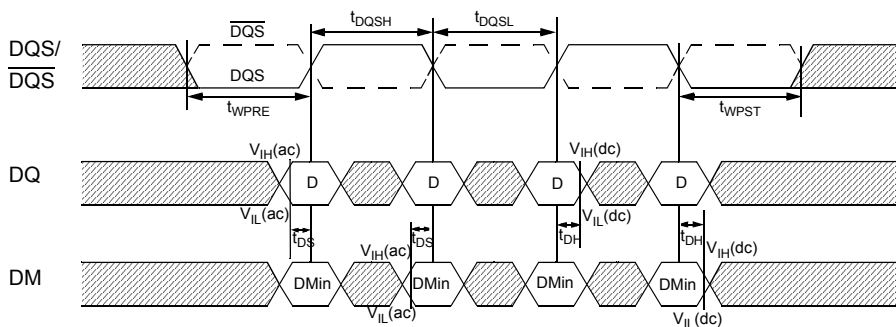 tDQSH tDQSL
DQS
DQS/
DQS
DQS
tWPRE tWPST
VIH(ac) VIH(dc)
DQ D D D D
VIL(ac) VIL(dc)
tDS tDS tDH tDH
VIH(ac) VIH(dc)
DM DMin DMin DMin DMin
VIL(ac) VIL(dc)